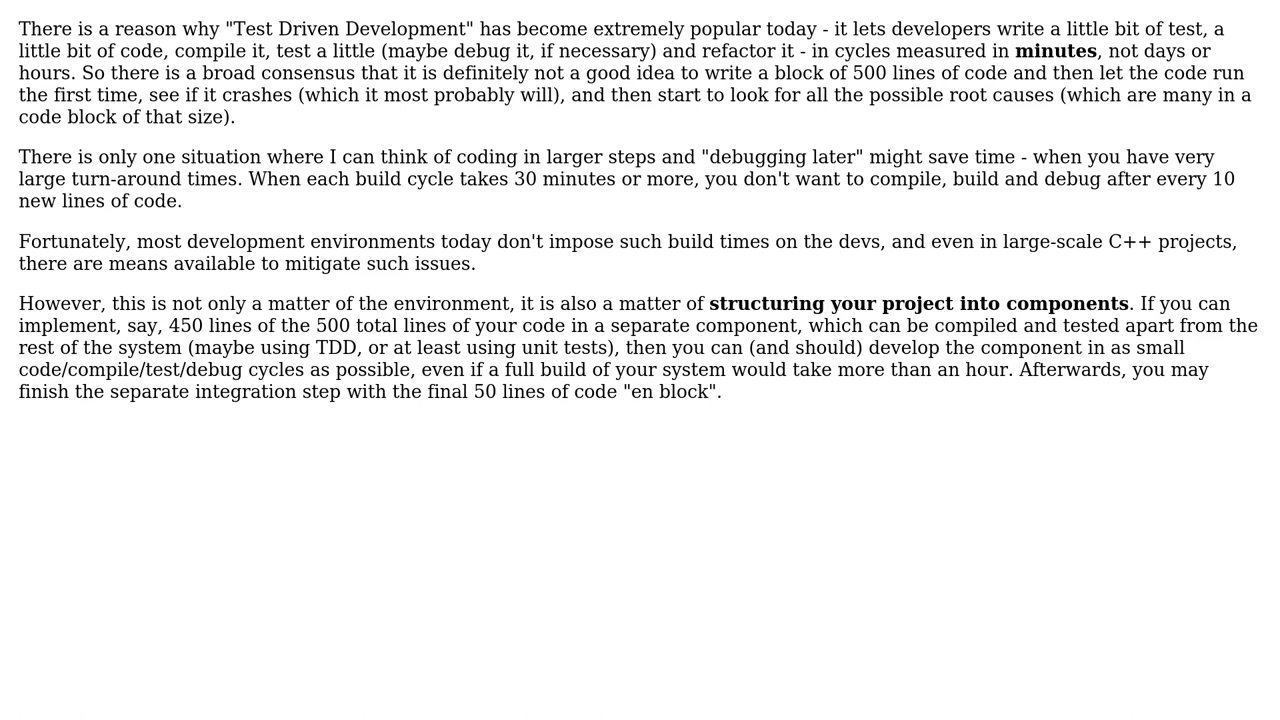 There is a reason why "Test Driven Development" has become extremely popular today - it lets developers write a little bit of test, a
little bit of code, compile it, test a little (maybe debug it, if necessary) and refactor it - in cycles measured in minutes, not days or
hours. So there is a broad consensus that it is definitely not a good idea to write a block of 500 lines of code and then let the code run
the first time, see if it crashes (which it most probably will), and then start to look for all the possible root causes (which are many in a
code block of that size).
There is only one situation where I can think of coding in larger steps and "debugging later" might save time - when you have very
large turn-around times. When each build cycle takes 30 minutes or more, you don't want to compile, build and debug after every 10
new lines of code.
Fortunately, most development environments today don't impose such build times on the devs, and even in large-scale C++ projects,
there are means available to mitigate such issues.
However, this is not only a matter of the environment, it is also a matter of structuring your project into components. If you can
implement, say, 450 lines of the 500 total lines of your code in a separate component, which can be compiled and tested apart from the
rest of the system (maybe using TDD, or at least using unit tests), then you can (and should) develop the component in as small
code/compile/test/debug cycles as possible, even if a full build of your system would take more than an hour. Afterwards, you may
finish the separate integration step with the final 50 lines of code "en block".